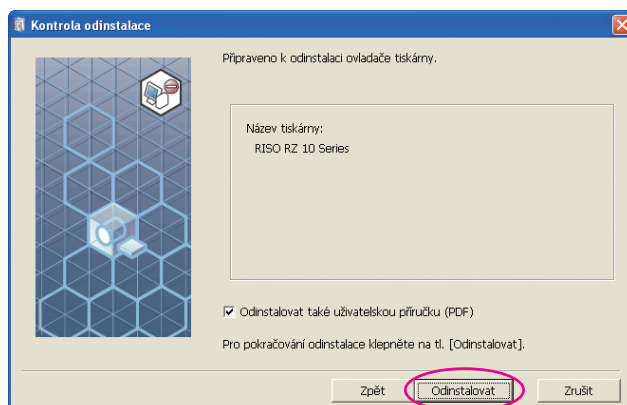 Kontrola odinstalace
Připraveno k odinstalaci ovladače tiskárny.
Název tiskárny:
RISO RZ 10 Series
Odinstalovat také uživatelskou příručku (PDF)
Pro pokračování odinstalace klepněte na tl. [Odinstalovat].
Zpět Odinstalovat Zrušit